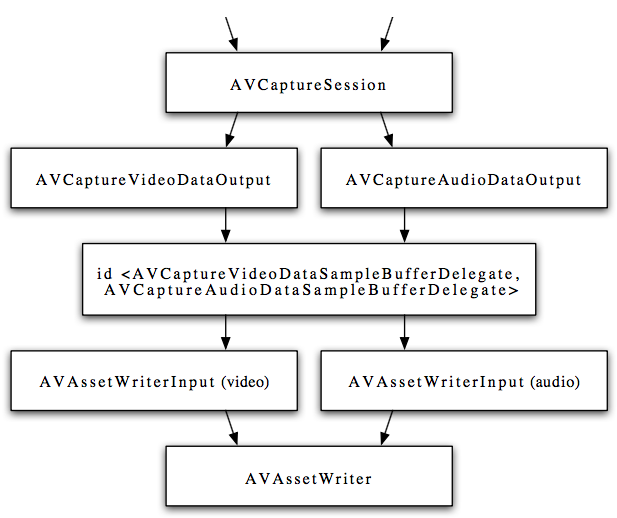 AVCaptureSession
AVCaptureVideoDataOutput
AVCaptureAudioDataOutput
id <AVCaptureVideoDataSampleBufferDelegate,
AVCaptureAudioDataSampleBufferDelegate>
AVAssetWriterInput (video)
AVAssetWriterInput (audio)
AVAssetWriter